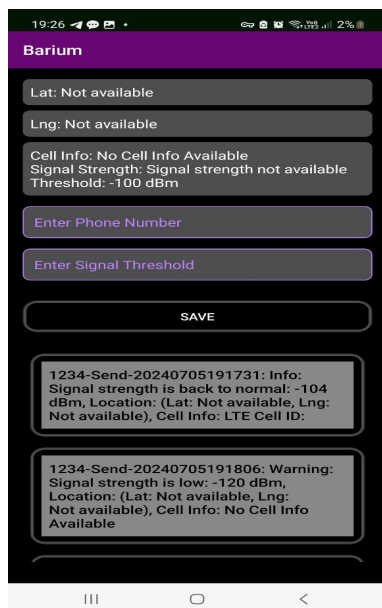 19:26
Vo))
LTE2
2%
Barium
Lat: Not available
Lng: Not available
Cell Info: No Cell Info Available
Signal Strength: Signal strength not available
Threshold: -100 dBm
Enter Phone Number
Enter Signal Threshold
SAVE
1234-Send-20240705191731: Info:
Signal strength is back to normal: -104
dBm, Location: (Lat: Not available, Lng:
Not available), Cell Info: LTE Cell ID:
1234-Send-20240705191806: Warning:
Signal strength is low: -120 dBm,
Location: (Lat: Not available, Lng:
Not available), Cell Info: No Cell Info
Available